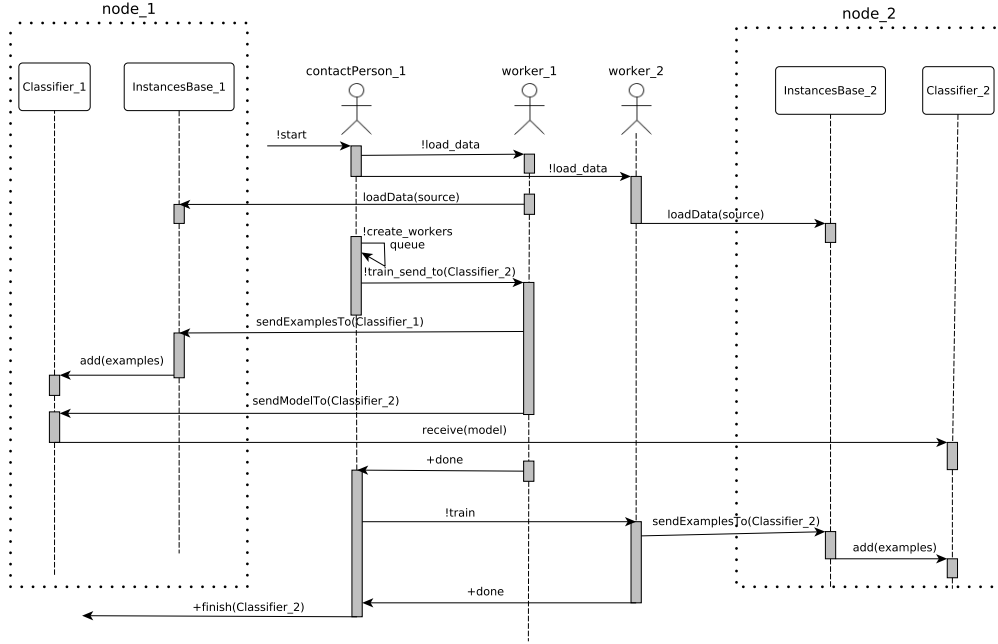 node_1
node_2
Classifier_1
InstancesBase_1
contactPerson_1
worker_1
worker_2
InstancesBase_2
Classifier_2
!start
!load_data
!load_data
loadData(source)
loadData(source)
!create_workers
queue
!train_send_to(Classifier_2)
sendExamplesTo(Classifier_1)
add(examples)
sendModelTo(Classifier_2)
receive(model)
+done
!train
sendExamplesTo(Classifier_2)
add(examples)
+done
+finish(Classifier_2)